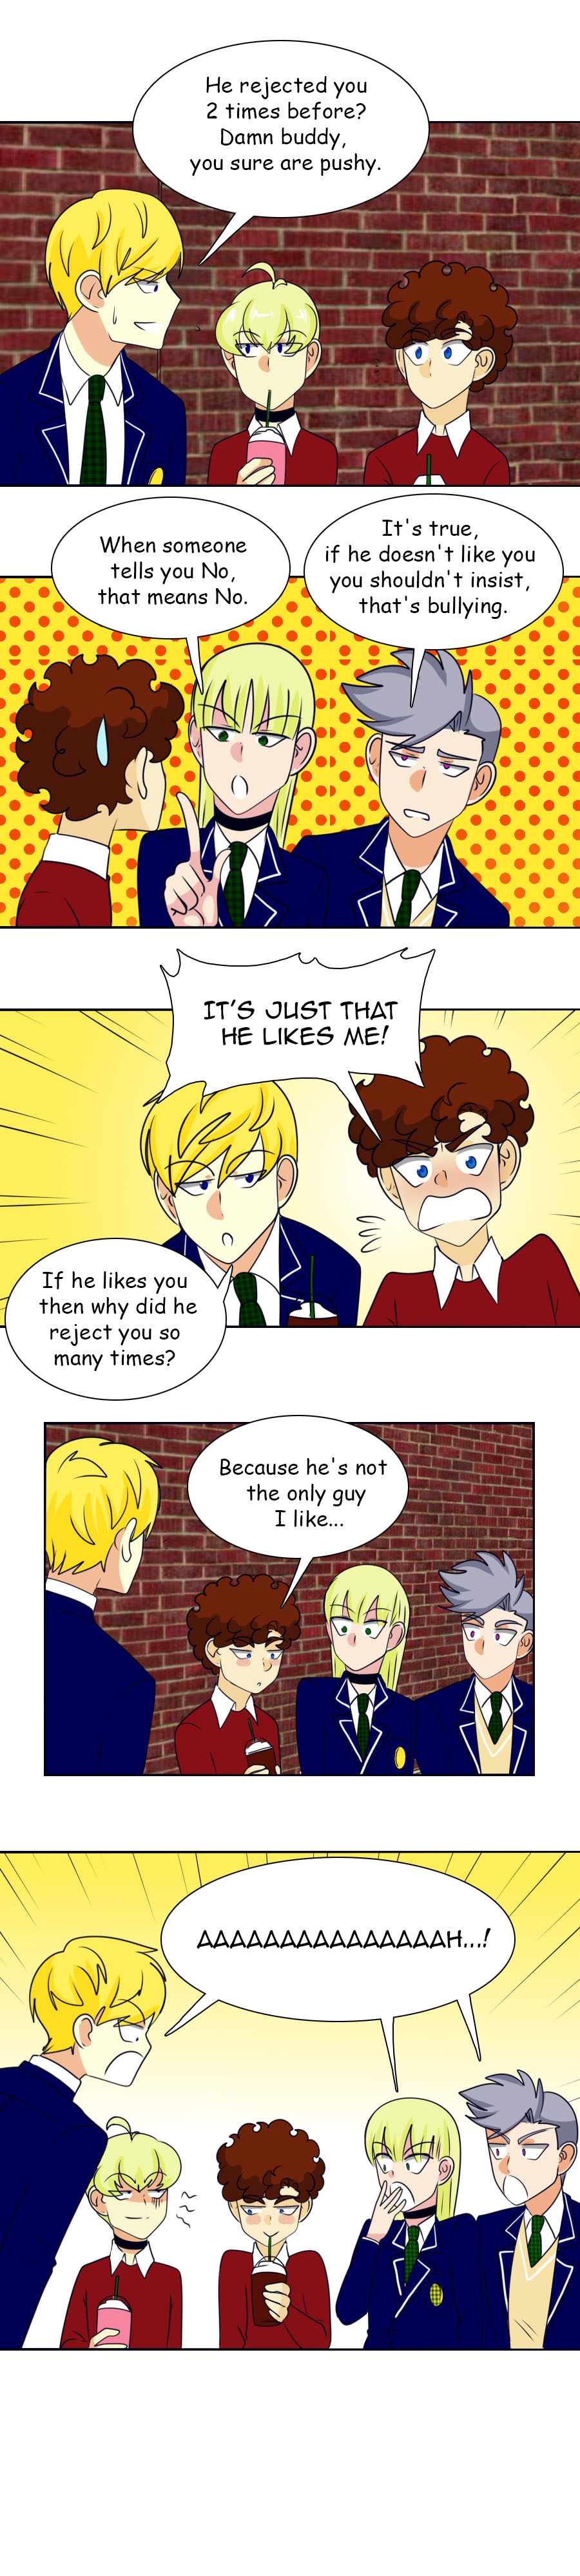 He rejected you
2 times before?
Damn buddy,
you sure are pushy.
When someone
tells you No,
that means No.
It's true,
if he doesn't like you
you shouldn't insist,
that's bullying.
IT'S JUST THAT
HE LIKES ME!
If he likes you
then why did he
reject you so
many times?
Because he's not
the only guy
I like...
AAAAAAAAAAAAAAAH...!